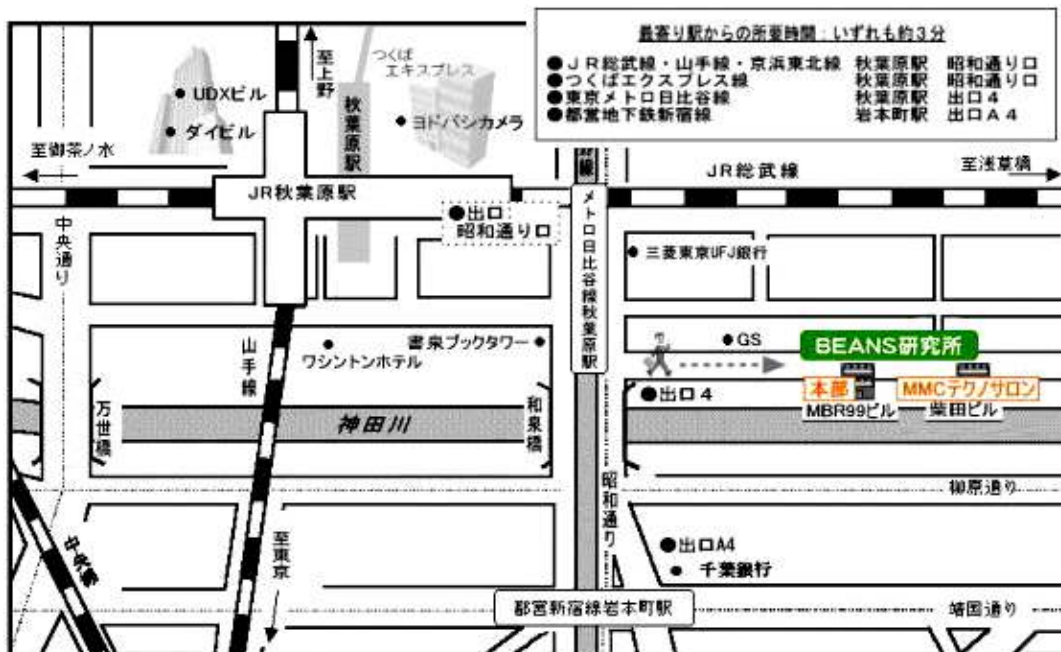 最寄り駅からの所要時間:いずれも約3分
●JR総武線・山手線・京浜東北線 秋葉原駅 昭和通り口
●つくばエクスプレス線 秋葉原駅 昭和通り口
●東京メトロ日比谷線 秋葉原駅 出口4
●都営地下鉄新宿線 岩本町駅 出口A4
至上野
つくば
エキスプレス
秋葉原駅
UDXビル
ダイビル
ヨドバシカメラ
至御茶ノ水
JR総武線
至浅草橋
JR秋葉原駅
●出口
昭和通り口
中央通り
メトロ日比谷線秋葉原駅
三菱東京UFJ銀行
山手線
ワシントンホテル
書泉ブックタワー
GS
BEANS研究所
本部
MMCテクノサロン
●出口4
MBR99ビル
柴田ビル
万世橋
神田川
和泉橋
昭和通り
柳原通り
中央線
至東京
●出口A4
千葉銀行
都営新宿線岩本町駅
靖国通り